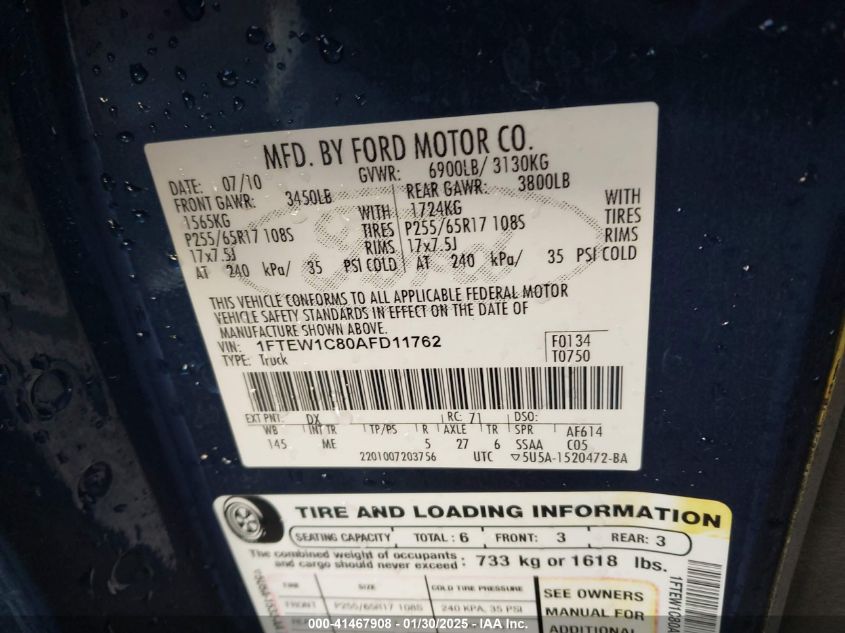 MFD. BY FORD MOTOR CO.
DATE: 07/10 GVWR: 6900LB/ 3130KG
FRONT GAWR: 3450LB REAR GAWR: 3800LB
1565KG WITH 1724KG WITH
P255/65R17 108S TIRES P255/65R17 108S TIRES
17x7.5J RIMS 17x7.5J RIMS
AT 240 kPa/ 35 PSI COLD AT 240 kPa/ 35 PSI COLD
THIS VEHICLE CONFORMS TO ALL APPLICABLE FEDERAL MOTOR
VEHICLE SAFETY STANDARDS IN EFFECT ON THE DATE OF
MANUFACTURE SHOWN ABOVE.
VIN: 1FTEW1C80AFD11762 F0134
TYPE: Truck T0750
EXT PNT: DX RC: 71 DSO:
WB INT TR TP/PS R AXLE TR SPR AF614
145 ME 5 27 6 SSAA C05
2201007203756 UTC 5U5A-1520472-BA
TIRE AND LOADING INFORMATION
SEATING CAPACITY TOTAL: 6 FRONT: 3 REAR: 3
The combined weight of occupants and cargo should never exceed: 733 kg or 1618 lbs.
TIRE SIZE COLD TIRE PRESSURE SEE OWNERS
FRONT P255/65R17 108S 240 KPA, 35 PSI MANUAL FOR
ADDITIONAL
1FTEW1C80A
000-41467908 - 01/30/2025 - IAA Inc.